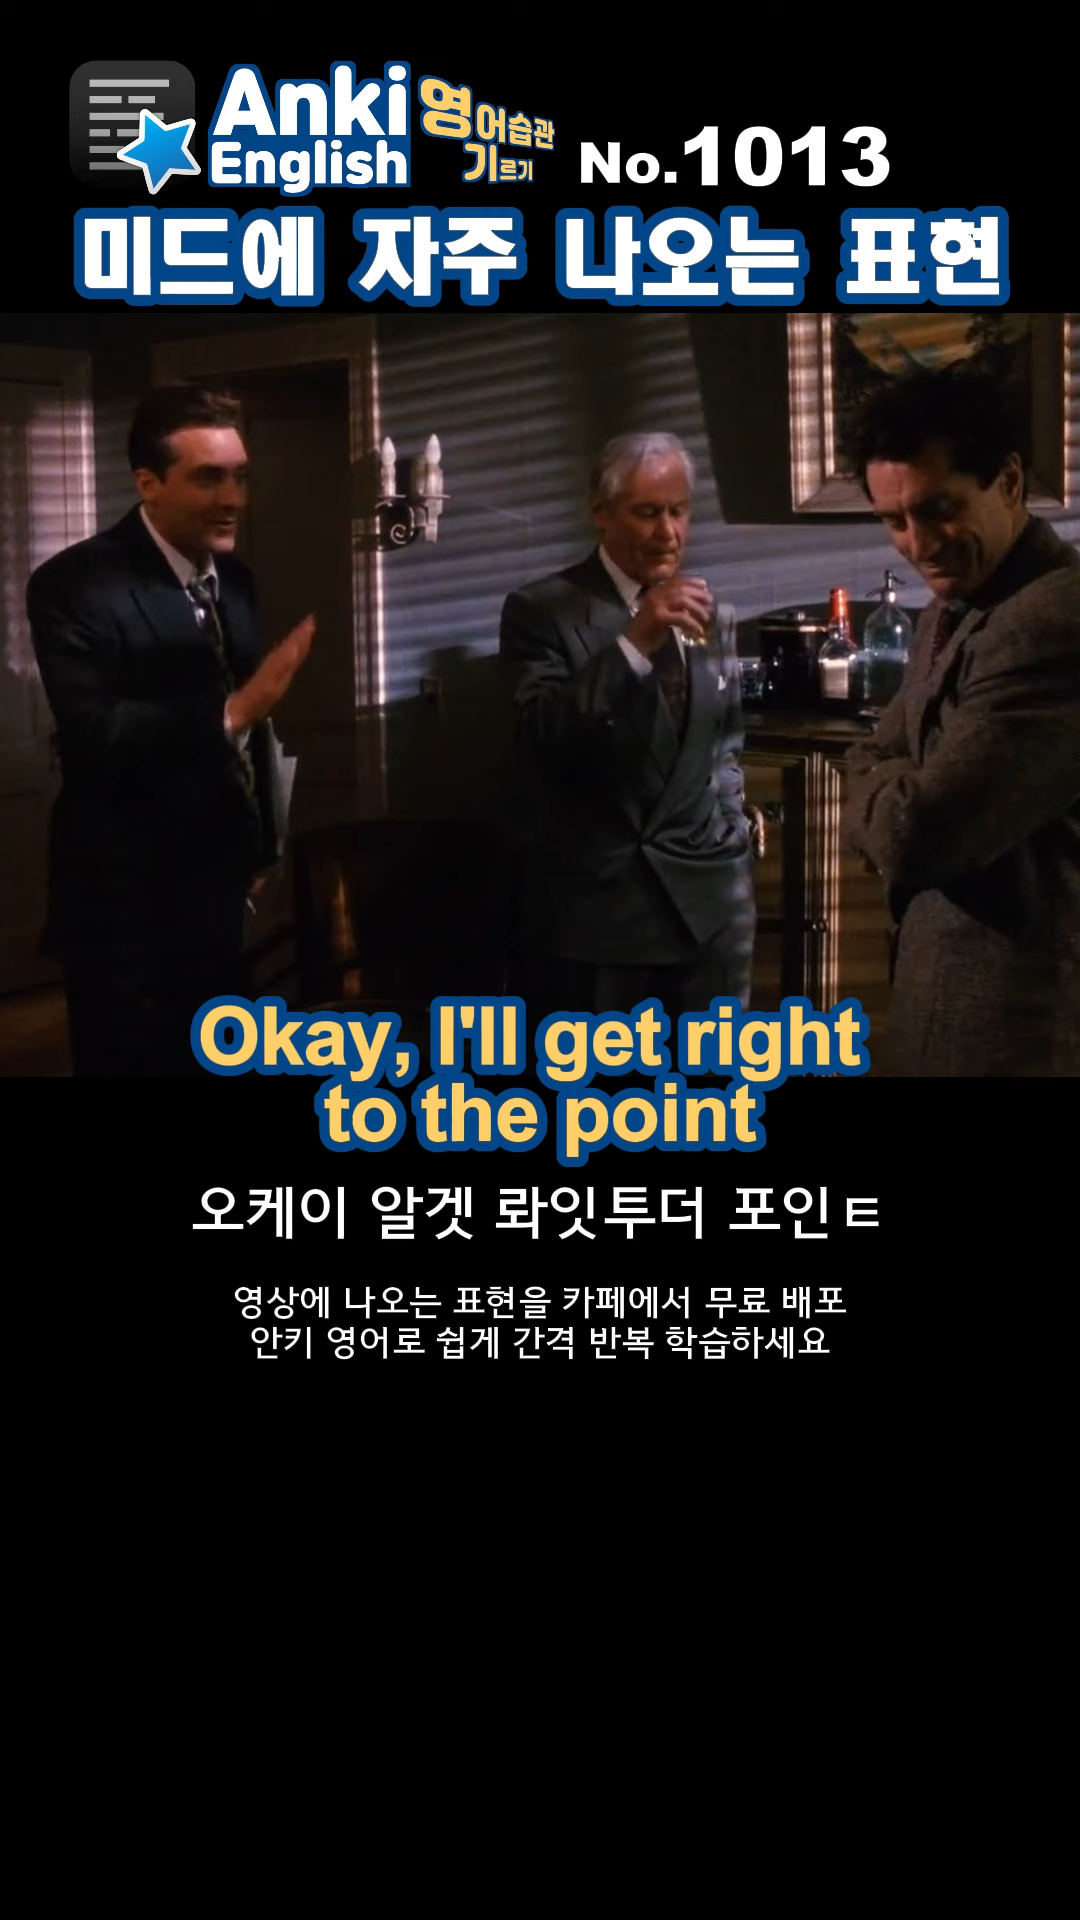 Anki
English
영어습관
기르기
No.1013
미드에 자주 나오는 표현
Okay, I'll get right
to the point
오케이 알겟 롸잇투더 포인ㅌ
영상에 나오는 표현을 카페에서 무료 배포
안키 영어로 쉽게 간격 반복 학습하세요